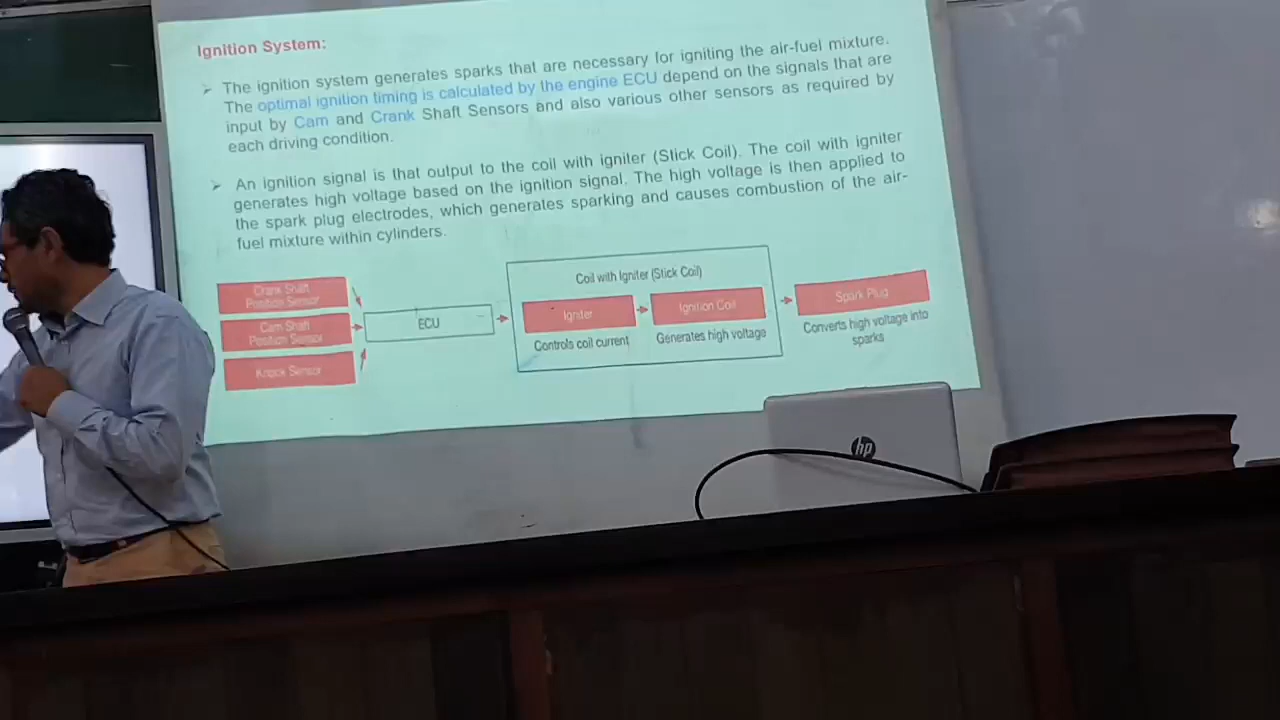 Ignition System:
➢ The ignition system generates sparks that are necessary for igniting the air-fuel mixture.
The optimal ignition timing is calculated by the engine ECU depend on the signals that are
input by Cam and Crank Shaft Sensors and also various other sensors as required by
each driving condition.
➢ An ignition signal is that output to the coil with igniter (Stick Coil). The coil with igniter
generates high voltage based on the ignition signal. The high voltage is then applied to
the spark plug electrodes, which generates sparking and causes combustion of the air-
fuel mixture within cylinders.
Crank Shaft
Position Sensor
Cam Shaft
Position Sensor
Knock Sensor
ECU
Coil with Igniter (Stick Coil)
Igniter
Controls coil current
Ignition Coil
Generates high voltage
Spark Plug
Converts high voltage into
sparks
hp